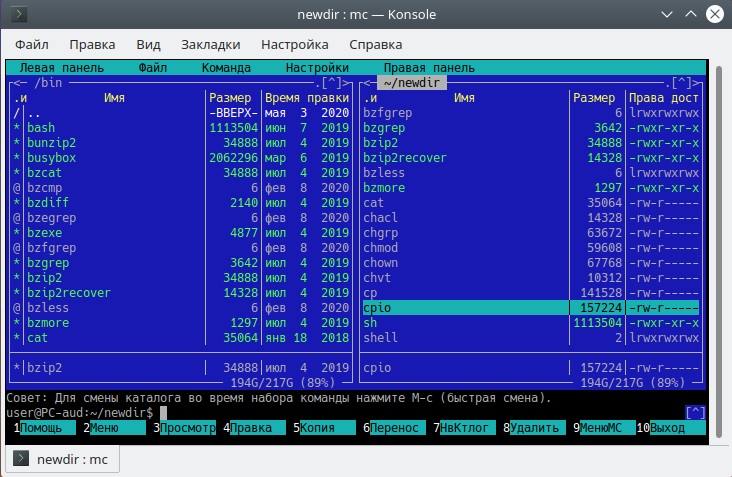 newdir : mc — Konsole
Файл Правка Вид Закладки Настройка Справка
Левая панель Файл Команда Настройки Правая панель
<─ /bin .[^]> <─ ~/newdir .[^]>
.и Имя Размер Время правки .и Имя Размер Права дост
/ .. -ВВЕРХ- мая 3 2020 bzfgrep 6 lrwxrwxrwx
* bash 1113504 июн 7 2019 bzgrep 3642 -rwxr-xr-x
* bunzip2 34888 июл 4 2019 bzip2 34888 -rwxr-xr-x
* busybox 2062296 мар 6 2019 bzip2recover 14328 -rwxr-xr-x
* bzcat 34888 июл 4 2019 bzless 6 lrwxrwxrwx
@ bzcmp 6 фев 8 2020 bzmore 1297 -rwxr-xr-x
* bzdiff 2140 июл 4 2019 cat 35064 -rw-r-----
@ bzegrep 6 фев 8 2020 chacl 14328 -rw-r-----
* bzexe 4877 июл 4 2019 chgrp 63672 -rw-r-----
@ bzfgrep 6 фев 8 2020 chmod 59608 -rw-r-----
* bzgrep 3642 июл 4 2019 chown 67768 -rw-r-----
* bzip2 34888 июл 4 2019 chvt 10312 -rw-r-----
* bzip2recover 14328 июл 4 2019 cp 141528 -rw-r-----
@ bzless 6 фев 8 2020 cpio 157224 -rw-r-----
* bzmore 1297 июл 4 2019 sh 1113504 -rwxr-xr-x
* cat 35064 янв 18 2018 shell 2 lrwxrwxrwx
* bzip2 34888 июл 4 2019 cpio 157224 -rw-r-----
194G/217G (89%) 194G/217G (89%)
Совет: Для смены каталога во время набора команды нажмите M-c (быстрая смена).
user@PC-aud:~/newdir$ [^]
1Помощь 2Меню 3Просмотр 4Правка 5Копия 6Перенос 7НвКтлог 8Удалить 9МенюMC 10Выход
newdir : mc